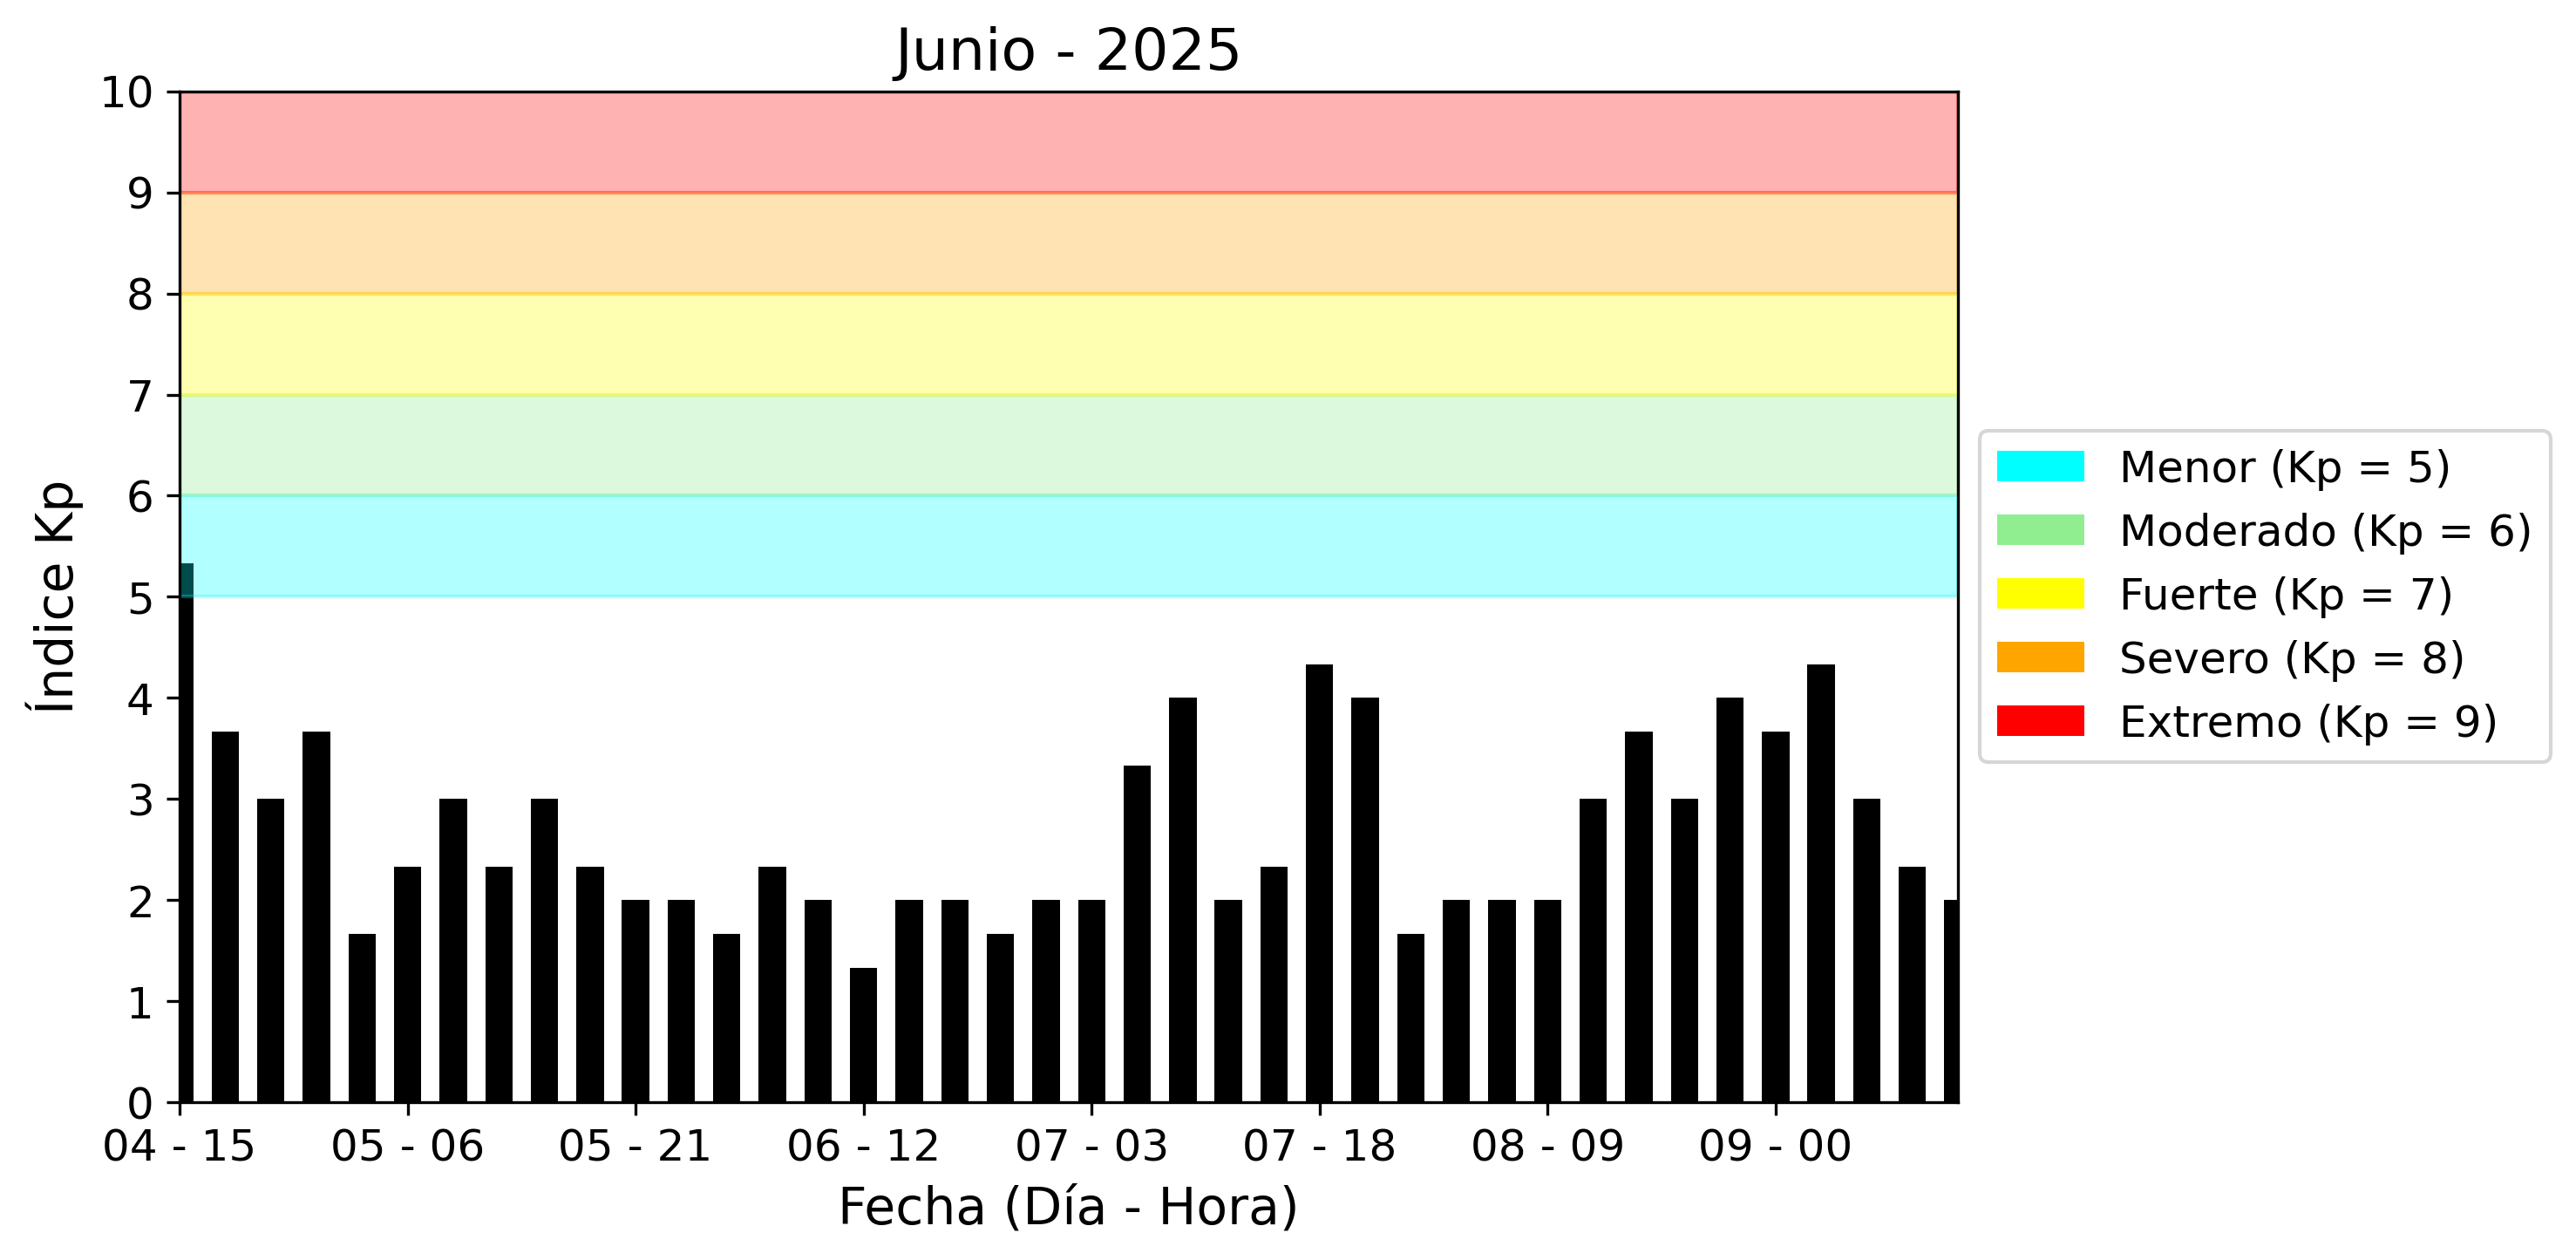 Junio - 2025
10
9
8
7
6
5
4
3
2
1
0
Índice Kp
04 - 15
05 - 06
05 - 21
06 - 12
07 - 03
07 - 18
08 - 09
09 - 00
Fecha (Día - Hora)
Menor (Kp = 5)
Moderado (Kp = 6)
Fuerte (Kp = 7)
Severo (Kp = 8)
Extremo (Kp = 9)